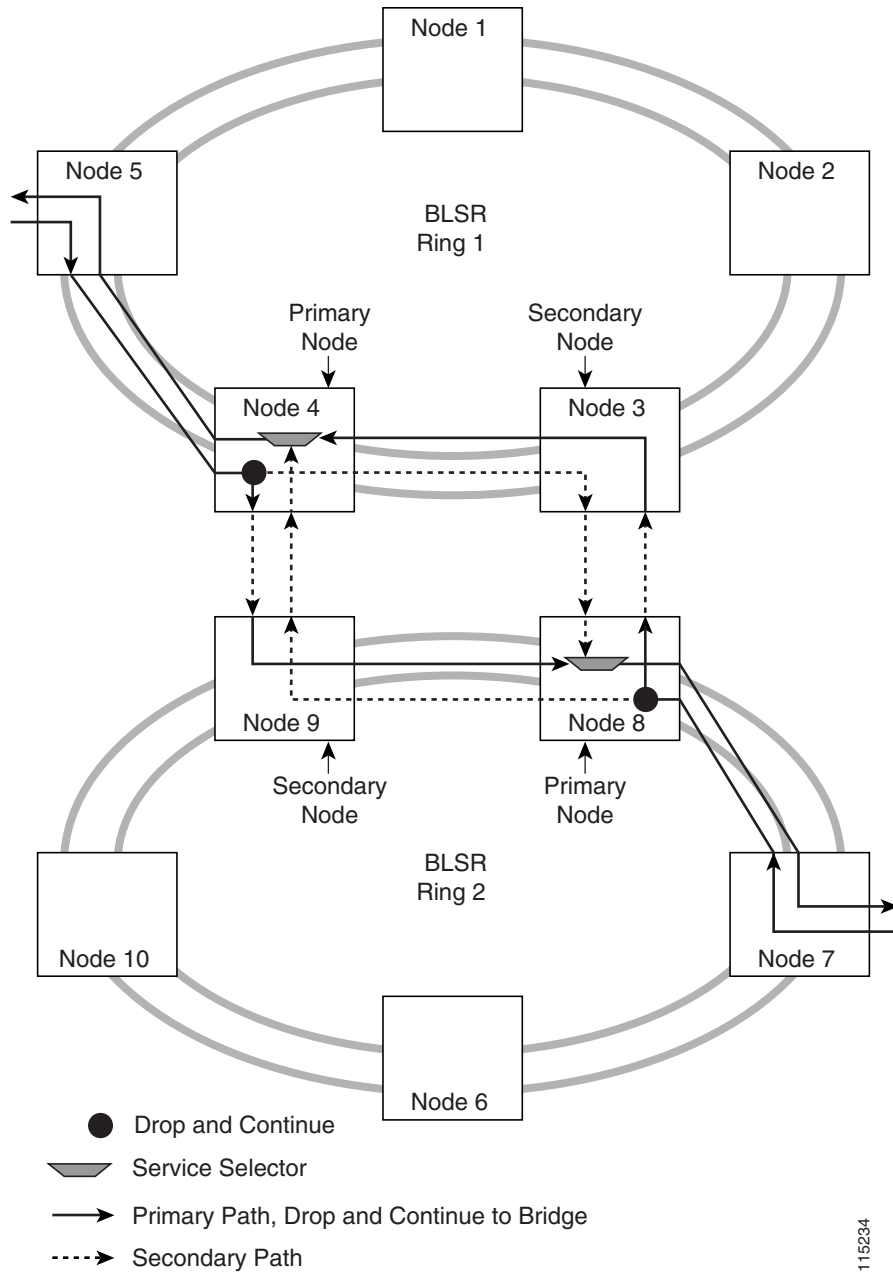 Node 1
Node 5
Node 2
BLSR
Ring 1
Primary
Node
Secondary
Node
Node 4
Node 3
Node 9
Node 8
Secondary
Node
Primary
Node
BLSR
Ring 2
Node 10
Node 7
Node 6
Drop and Continue
Service Selector
Primary Path, Drop and Continue to Bridge
Secondary Path
115234